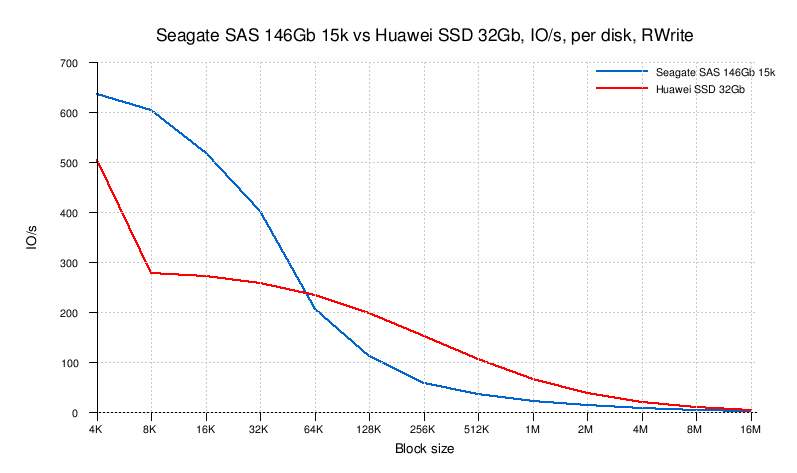 Seagate SAS 146Gb 15k vs Huawei SSD 32Gb, IO/s, per disk, RWrite
Seagate SAS 146Gb 15k
Huawei SSD 32Gb
IO/s
700
600
500
400
300
200
100
0
4K 8K 16K 32K 64K 128K 256K 512K 1M 2M 4M 8M 16M
Block size